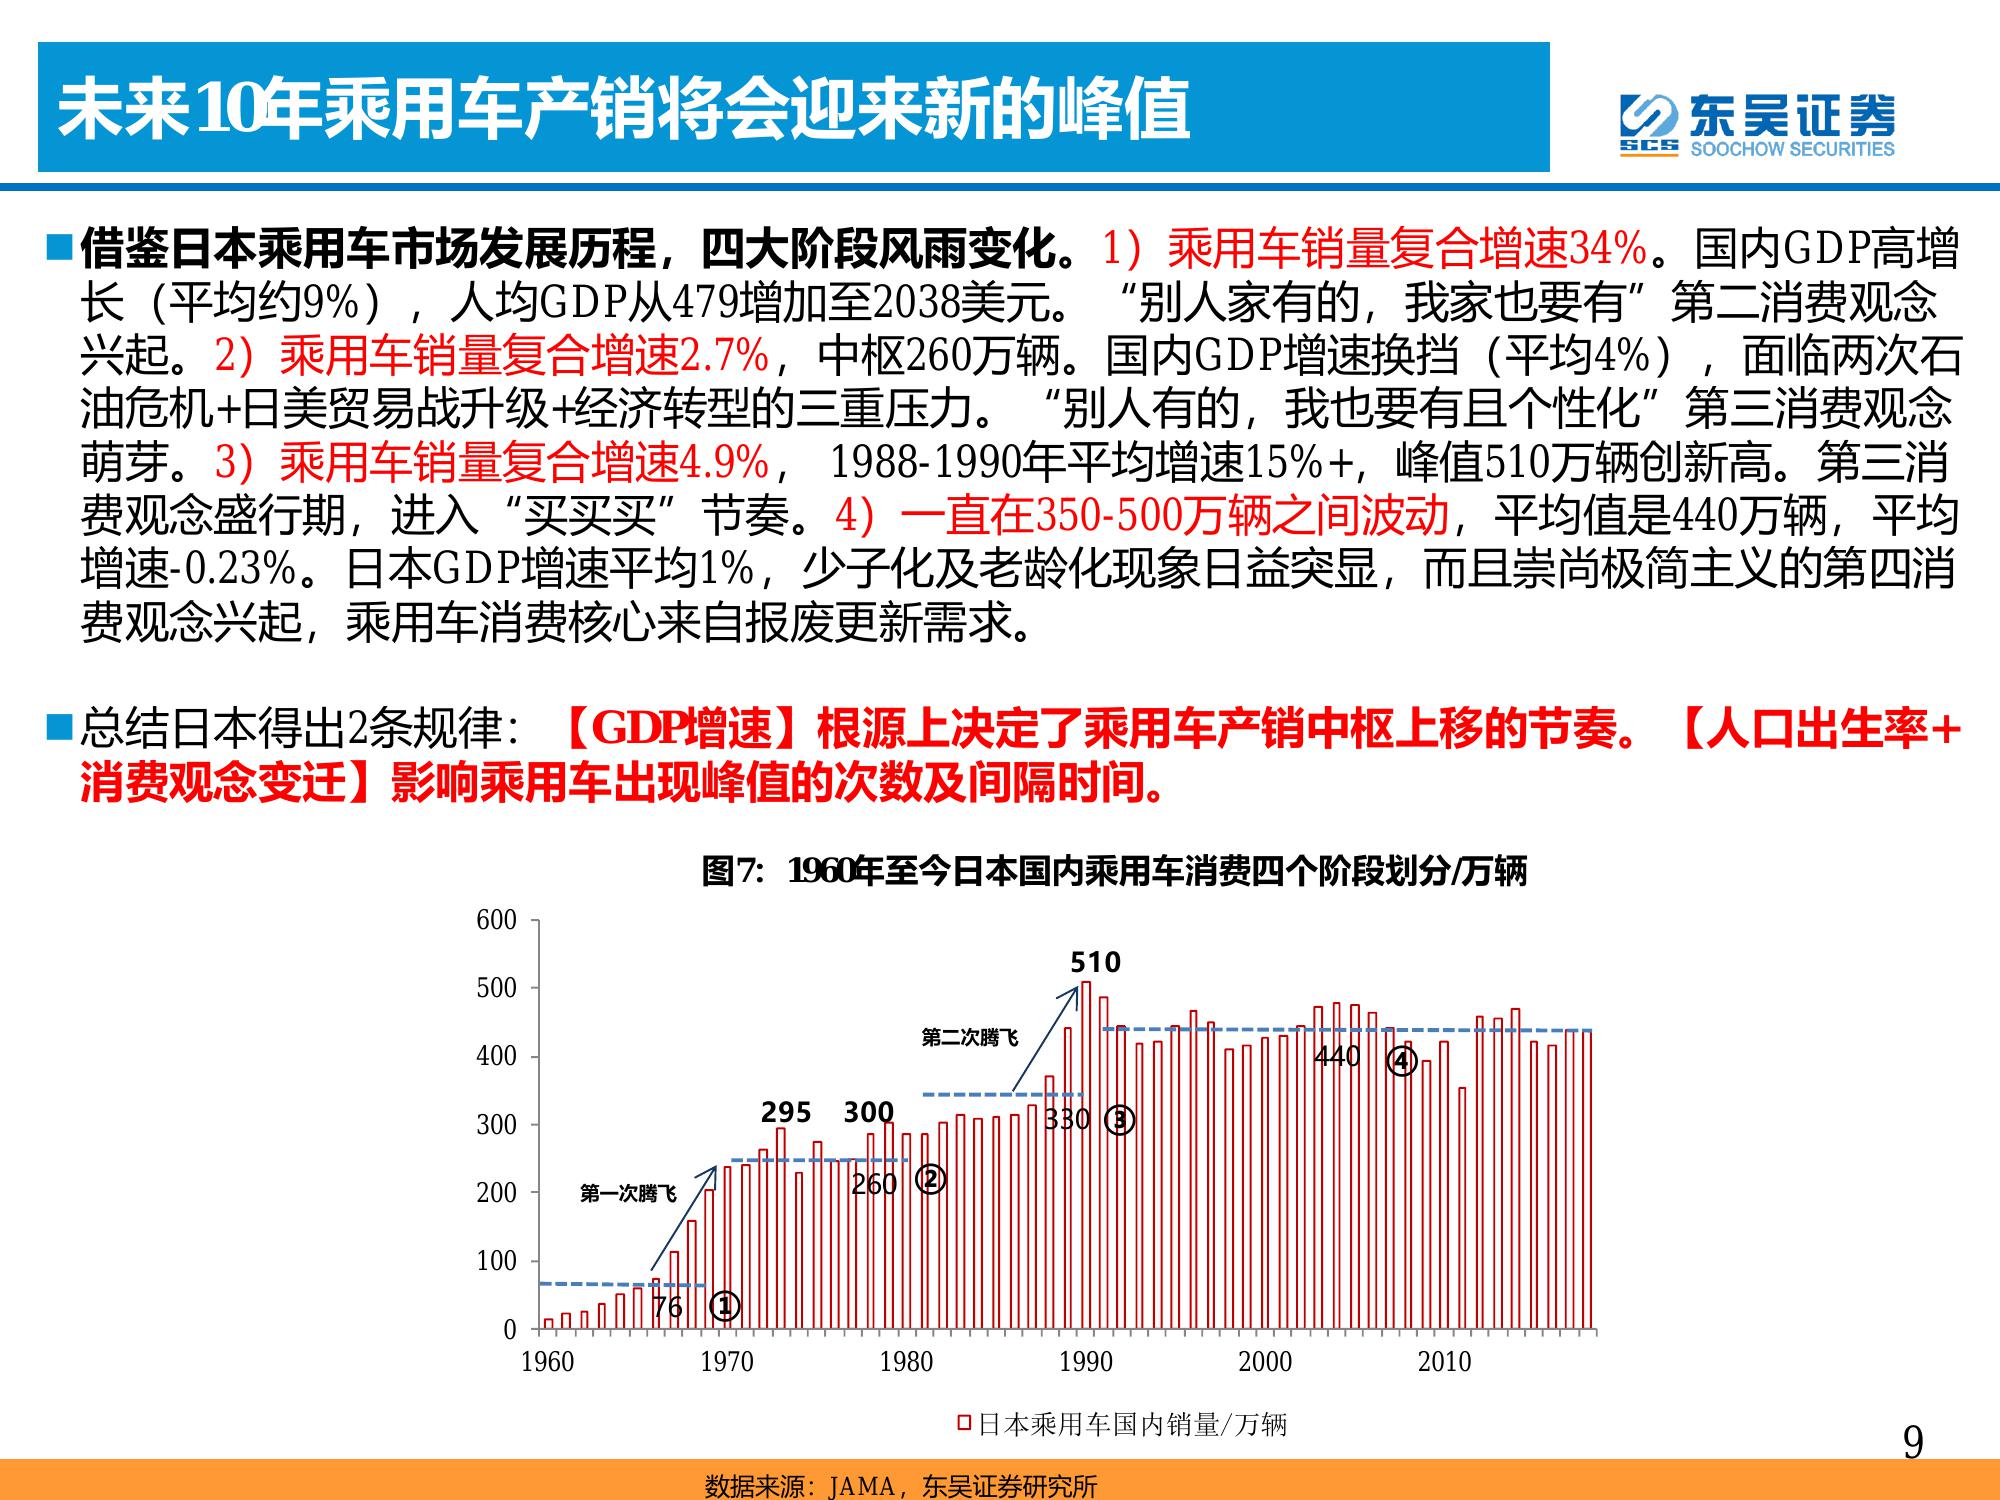 未来10年乘用车产销将会迎来新的峰值
东吴证券
SCS
SOOCHOW SECURITIES
■借鉴日本乘用车市场发展历程，四大阶段风雨变化。1）乘用车销量复合增速34%。国内GDP高增
长（平均约9%），人均GDP从479增加至2038美元。“别人家有的，我家也要有”第二消费观念
兴起。2）乘用车销量复合增速2.7%，中枢260万辆。国内GDP增速换挡（平均4%），面临两次石
油危机+日美贸易战升级+经济转型的三重压力。“别人有的，我也要有且个性化”第三消费观念
萌芽。3）乘用车销量复合增速4.9%， 1988-1990年平均增速15%+，峰值510万辆创新高。第三消
费观念盛行期，进入“买买买”节奏。4）一直在350-500万辆之间波动，平均值是440万辆，平均
增速-0.23%。日本GDP增速平均1%，少子化及老龄化现象日益突显，而且崇尚极简主义的第四消
费观念兴起，乘用车消费核心来自报废更新需求。
■总结日本得出2条规律：【GDP增速】根源上决定了乘用车产销中枢上移的节奏。【人口出生率+
消费观念变迁】影响乘用车出现峰值的次数及间隔时间。
图7：1960年至今日本国内乘用车消费四个阶段划分/万辆
600
510
500
第二次腾飞
400
440 ④
295 300
300
330 ③
260 ②
第一次腾飞
200
100
76 ①
0
1960 1970 1980 1990 2000 2010
日本乘用车国内销量/万辆
9
数据来源：JAMA，东吴证券研究所